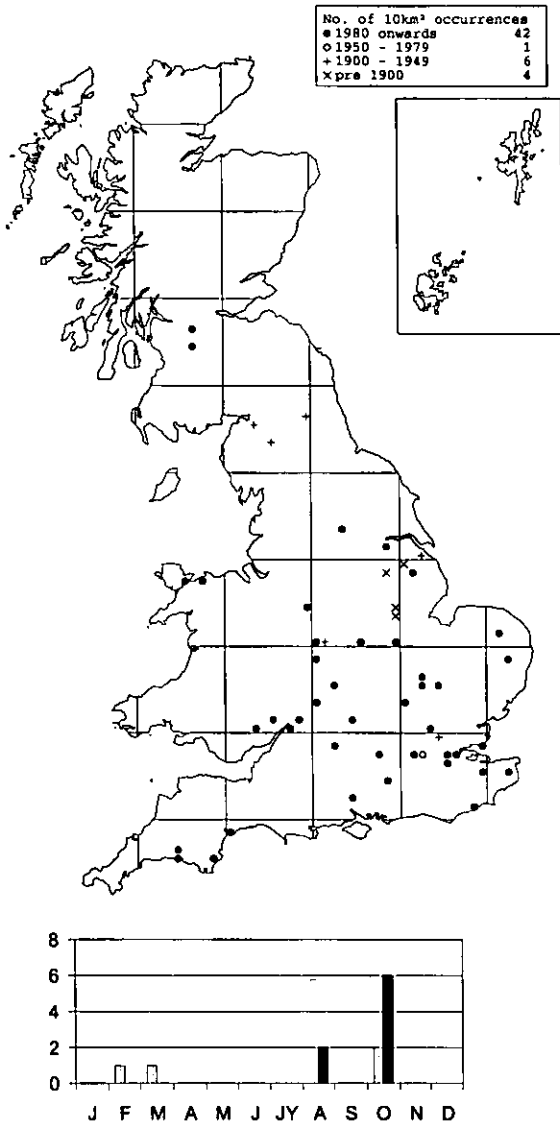 No. of 10km² occurrences
● 1980 onwards 42
○ 1950 - 1979 1
+ 1900 - 1949 6
× pre 1900 4
8
6
4
2
0
J F M A M J JY A S O N D